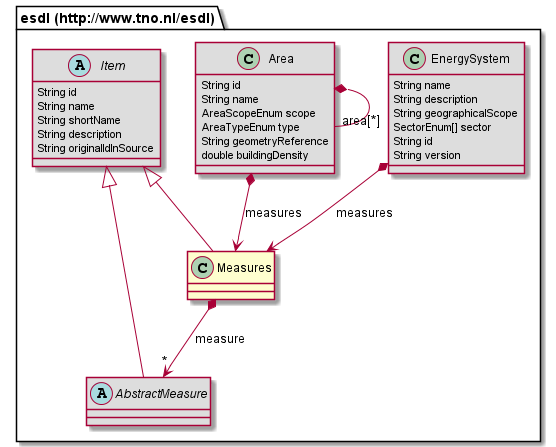 esdl (http://www.tno.nl/esdl)
A Item
String id
String name
String shortName
String description
String originalIdInSource
C Area
String id
String name
AreaScopeEnum scope
AreaTypeEnum type
String geometryReference
double buildingDensity
area[*]
C EnergySystem
String name
String description
String geographicalScope
SectorEnum[] sector
String id
String version
measures
measures
C Measures
measure
*
A AbstractMeasure